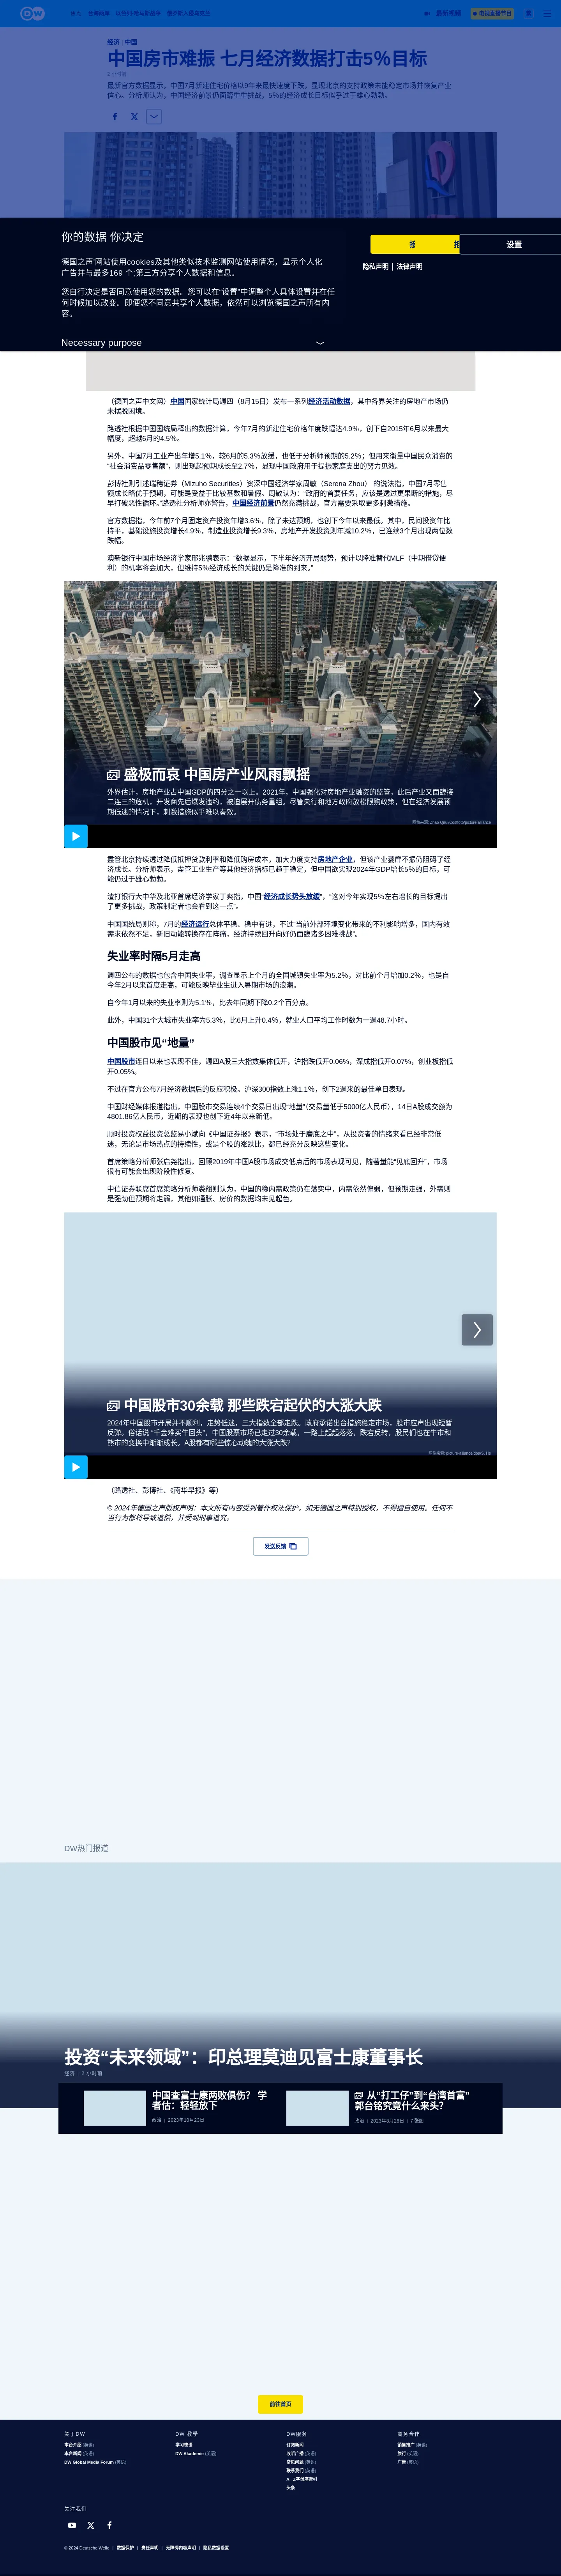 焦点 台海两岸 以色列-哈马斯战争 俄罗斯入侵乌克兰
最新视频
电视直播节目
经济 | 中国
中国房市难振 七月经济数据打击5％目标
2 小时前
最新官方数据显示，中国7月新建住宅价格以9年来最快速度下跌，显现北京的支持政策未能稳定市场并恢复产业
信心。分析师认为，中国经济前景仍面临重重挑战，5％的经济成长目标似乎过于雄心勃勃。
你的数据 你决定
德国之声 网站使用cookies及其他类似技术监测网站使用情况，显示个人化
广告并与最多169 个;第三方分享个人数据和信息。
您自行决定是否同意使用您的数据。您可以在“设置”中调整个人具体设置并在任
何时候加以改变。即便您不同意共享个人数据，依然可以浏览德国之声所有内
容。
Necessary purpose
设置
隐私声明 | 法律声明
（德国之声中文网）中国国家统计局週四（8月15日）发布一系列经济活动数据，其中各界关注的房地产市场仍
未摆脱困境。
路透社根据中国国统局释出的数据计算，今年7月的新建住宅价格年度跌幅达4.9%，创下自2015年6月以来最大
幅度，超越6月的4.5％。
另外，中国7月工业产出年增5.1%，较6月的5.3%放缓，也低于分析师预期的5.2％；但用来衡量中国民众消费的
“社会消费品零售额”，则出现超预期成长至2.7％，显现中国政府用于提振家庭支出的努力见效。
彭博社则引述瑞穗证券（Mizuho Securities）资深中国经济学家周敏（Serena Zhou） 的说法指，中国7月零售
额成长略优于预期，可能是受益于比较基数和暑假。周敏认为：“政府的首要任务，应该是透过更果断的措施，尽
早打破恶性循环。”路透社分析师亦警告，中国经济前景仍然充满挑战，官方需要采取更多刺激措施。
官方数据指，今年前7个月固定资产投资年增3.6%，除了未达预期，也创下今年以来最低。其中，民间投资年比
持平，基础设施投资增长4.9%，制造业投资增长9.3%，房地产开发投资则年减10.2%，已连续3个月出现两位数
跌幅。
澳新银行中国市场经济学家邢兆鹏表示：“数据显示，下半年经济开局弱势，预计以降准替代MLF（中期借贷便
利）的机率将会加大，但维持5％经济成长的关键仍是降准的到来。”
盛极而哀 中国房产业风雨飘摇
外界估计，房地产业占中国GDP的四分之一以上。2021年，中国强化对房地产业融资的监管，此后产业又面临接
二连三的危机，开发商先后爆发违约，被迫展开债务重组。尽管央行和地方政府放松限购政策，但在经济发展预
期低迷的情况下，刺激措施似乎难以奏效。
图像来源: Zhao Qirui/Costfoto/picture alliance
盡管北京持续透过降低抵押贷款利率和降低购房成本，加大力度支持房地产企业，但该产业萎靡不振仍阻碍了经
济成长。分析师表示，盡管工业生产等其他经济指标已趋于稳定，但中国欲实现2024年GDP增长5％的目标，可
能仍过于雄心勃勃。
渣打银行大中华及北亚首席经济学家丁爽指，中国“经济成长势头放缓”，“这对今年实现5％左右增长的目标提出
了更多挑战，政策制定者也会看到这一点”。
中国国统局则称，7月的经济运行总体平稳、稳中有进，不过“当前外部环境变化带来的不利影响增多，国内有效
需求依然不足，新旧动能转换存在阵痛，经济持续回升向好仍面临诸多困难挑战”。
失业率时隔5月走高
週四公布的数据也包含中国失业率，调查显示上个月的全国城镇失业率为5.2％，对比前个月增加0.2％，也是自
今年2月以来首度走高，可能反映毕业生进入暑期市场的浪潮。
自今年1月以来的失业率则为5.1％，比去年同期下降0.2个百分点。
此外，中国31个大城市失业率为5.3％，比6月上升0.4%，就业人口平均工作时数为一週48.7小时。
中国股市见“地量”
中国股市连日以来也表现不佳，週四A股三大指数集体低开，沪指跌低开0.06%，深成指低开0.07%，创业板指低
开0.05%。
不过在官方公布7月经济数据后的反应积极。沪深300指数上涨1.1%，创下2週来的最佳单日表现。
中国财经媒体报道指出，中国股市交易连续4个交易日出现“地量”（交易量低于5000亿人民币），14日A股成交额为
4801.86亿人民币，近期的表现也创下近4年以来新低。
顺时投资权益投资总监易小斌向《中国证券报》表示，“市场处于磨底之中”，从投资者的情绪来看已经非常低
迷，无论是市场热点的持续性，或是个股的涨跌比，都已经充分反映这些变化。
首席策略分析师张启尧指出，回顾2019年中国A股市场成交低点后的市场表现可见，随著量能“见底回升”，市场
很有可能会出现阶段性修复。
中信证券联席首席策略分析师裘翔则认为，中国的稳内需政策仍在落实中，内需依然偏弱，但预期走强，外需则
是强劲但预期将走弱，其他如通胀、房价的数据均未见起色。
中国股市30余载 那些跌宕起伏的大涨大跌
2024年中国股市开局并不顺利，走势低迷，三大指数全部走跌。政府承诺出台措施稳定市场，股市应声出现短暂
反弹。俗话说 “千金难买牛回头”，中国股票市场已走过30余载，一路上起起落落，跌宕反转，股民们也在牛市和
熊市的变换中渐渐成长。A股都有哪些惊心动魄的大涨大跌？
（路透社、彭博社、《南华早报》等）
© 2024年德国之声版权声明：本文所有内容受到著作权法保护，如无德国之声特别授权，不得擅自使用。任何不
当行为都将导致追偿，并受到刑事追究。
发送反馈
DW热门报道
投资“未来领域”：印总理莫迪见富士康董事长
经济 | 2 小时前
中国查富士康两败俱伤？ 学
者估：轻轻放下
政治 | 2023年10月23日
从“打工仔”到“台湾首富”
郭台铭究竟什么来头？
政治 | 2023年8月28日 | 7 张图
前往首页
关于DW
本台介绍 (英语)
本台新闻 (英语)
DW Global Media Forum (英语)
DW 教學
学习德语
DW Akademie (英语)
DW服务
订阅新闻
收听广播 (英语)
常见问题 (英语)
联系我们 (英语)
A - Z字母序索引
头条
商务合作
销售推广 (英语)
旅行 (英语)
广告 (英语)
关注我们
© 2024 Deutsche Welle | 数据保护 | 责任声明 | 无障碍内容声明 | 隐私数据设置